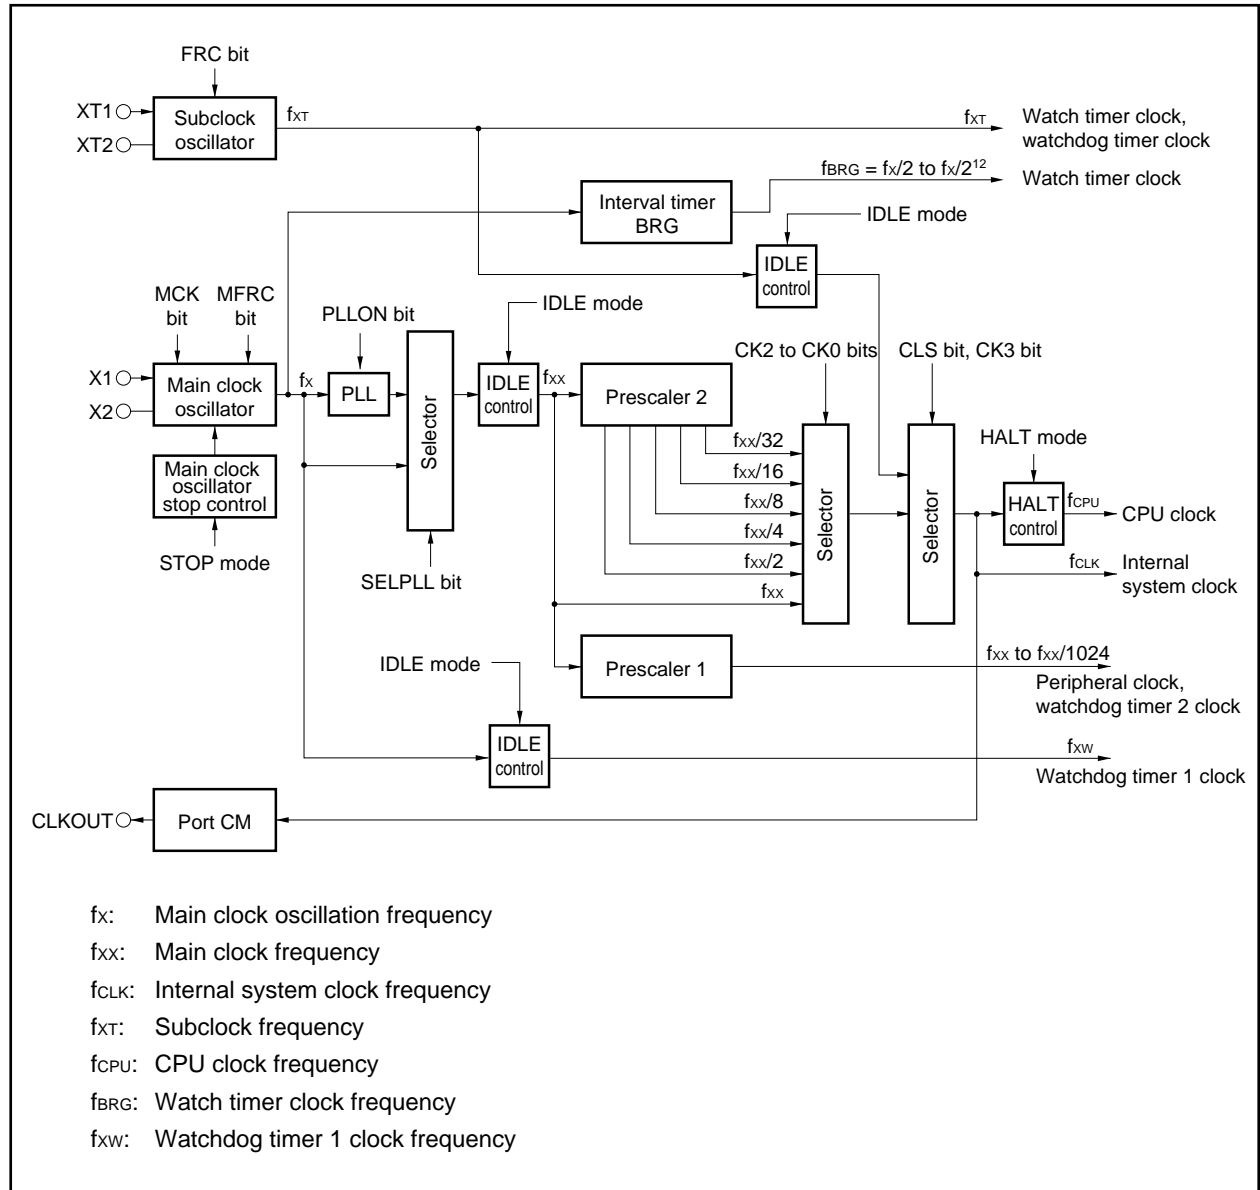 FRC bit
XT1
XT2
Subclock
oscillator
fXT
fXT
Watch timer clock,
watchdog timer clock
fBRG = fX/2 to fX/2¹²
Watch timer clock
Interval timer
BRG
IDLE mode
IDLE
control
MCK
bit
MFRC
bit
PLLON bit
IDLE mode
CK2 to CK0 bits
CLS bit, CK3 bit
X1
X2
Main clock
oscillator
fX
PLL
Selector
IDLE
control
fXX
Prescaler 2
HALT mode
Main clock
oscillator
stop control
STOP mode
SELPLL bit
fXX/32
fXX/16
fXX/8
fXX/4
fXX/2
fXX
Selector
Selector
HALT
control
fCPU
CPU clock
fCLK
Internal
system clock
IDLE mode
Prescaler 1
fXX to fXX/1024
Peripheral clock,
watchdog timer 2 clock
IDLE
control
fXW
Watchdog timer 1 clock
CLKOUT
Port CM
fX: Main clock oscillation frequency
fXX: Main clock frequency
fCLK: Internal system clock frequency
fXT: Subclock frequency
fCPU: CPU clock frequency
fBRG: Watch timer clock frequency
fXW: Watchdog timer 1 clock frequency